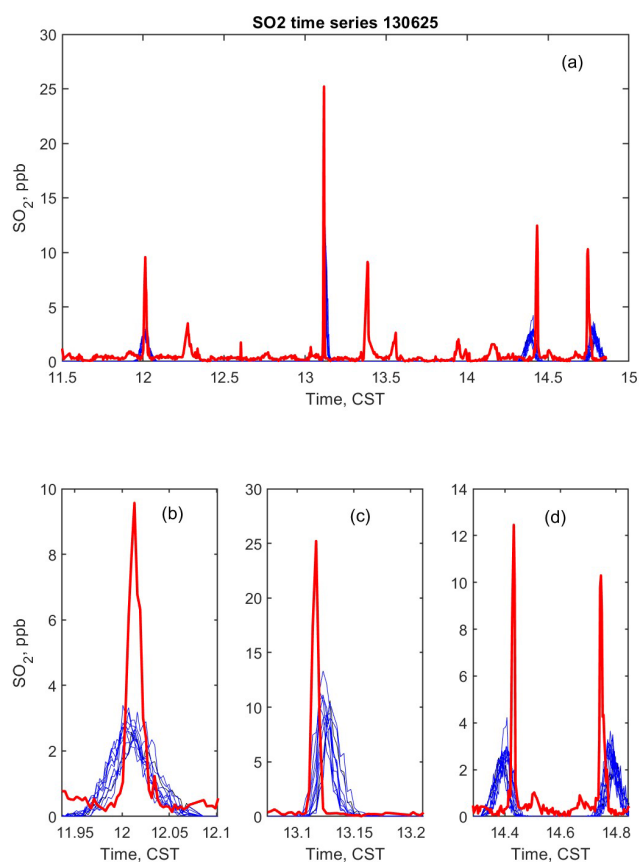 SO2 time series 130625
(a)
30
25
20
15
10
5
0
SO2, ppb
11.5 12 12.5 13 13.5 14 14.5 15
Time, CST
(b)
10
8
6
4
2
0
SO2, ppb
11.95 12 12.05 12.1
Time, CST
(c)
30
25
20
15
10
5
0
13.1 13.15 13.2
Time, CST
(d)
14
12
10
8
6
4
2
0
14.4 14.6 14.8
Time, CST